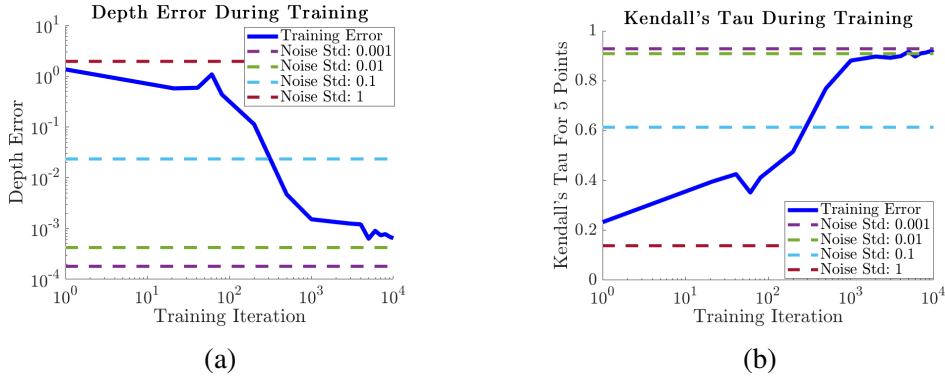 Depth Error During Training
10^1
10^0
10^-1
10^-2
10^-3
10^-4
Depth Error
Training Error
Noise Std: 0.001
Noise Std: 0.01
Noise Std: 0.1
Noise Std: 1
10^0 10^1 10^2 10^3 10^4
Training Iteration
(a)
Kendall's Tau During Training
1
0.8
0.6
0.4
0.2
0
Kendall's Tau For 5 Points
Training Error
Noise Std: 0.001
Noise Std: 0.01
Noise Std: 0.1
Noise Std: 1
10^0 10^1 10^2 10^3 10^4
Training Iteration
(b)